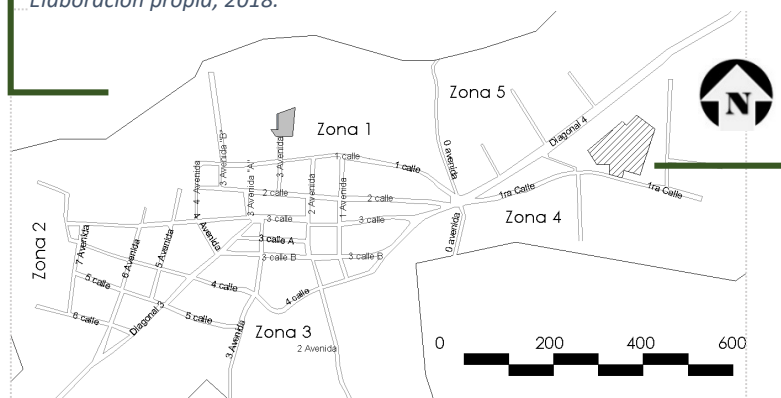 Elaboración propia, 2018.
Zona 5
N
Zona 1
0 avenida
Diagonal 4
3 Avenida "B"
3 Avenida
1 calle
1 calle
4 Avenida
3 Avenida "A"
2 Avenida
1 Avenida
2 calle
2 calle
1ra Calle
1ra Calle
3 calle
3 calle
Zona 4
0 avenida
4 Avenida
3 calle A
Zona 2
7 Avenida
6 Avenida
5 Avenida
3 calle B
3 calle B
5 calle
4 calle
4 calle
6 calle
Diagonal 3
5 calle
Zona 3
3 Avenida
2 Avenida
0 200 400 600